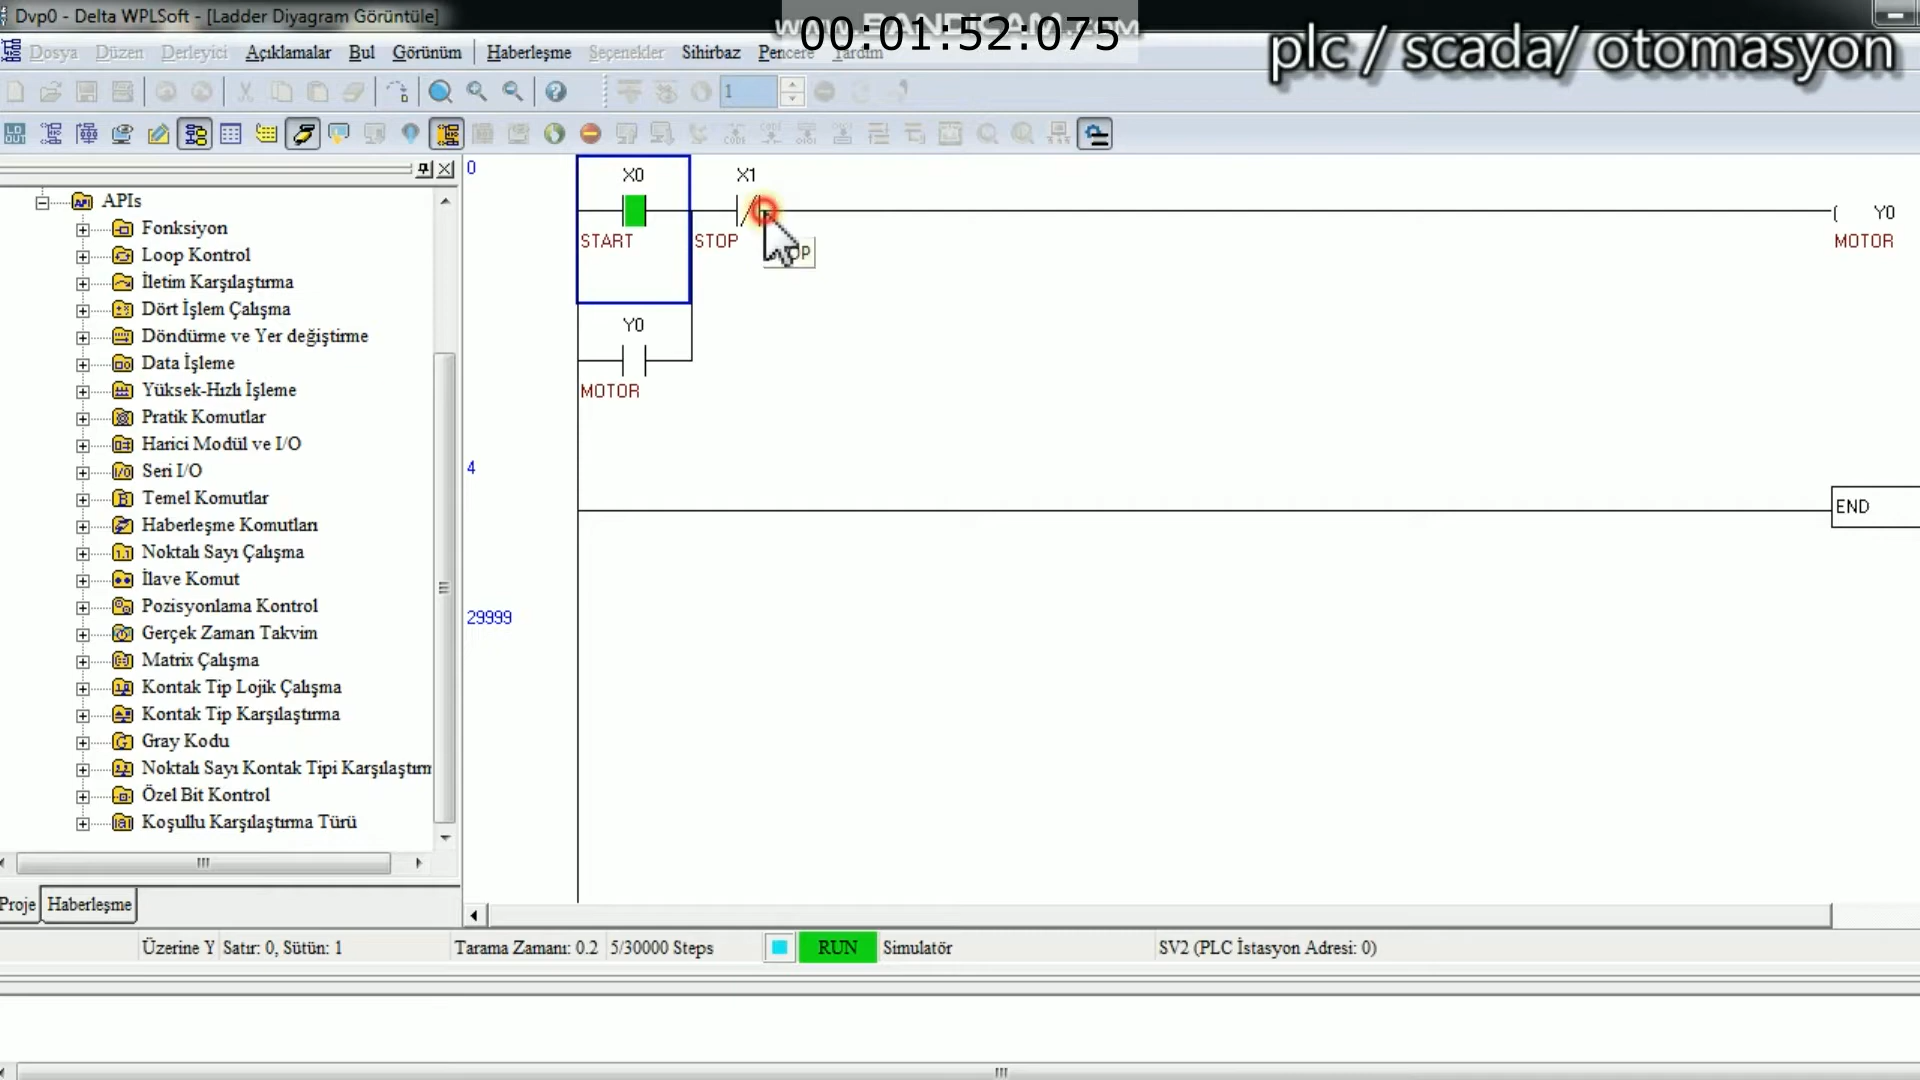 Dvp0 - Delta WPLSoft - [Ladder Diyagram Görüntüle]
www.BANDICAM.com
00:01:52:075
plc / scada/ otomasyon
Dosya Düzen Derleyici Açıklamalar Bul Görünüm Haberleşme Seçenekler Sihirbaz Pencere Yardım
1
APIs
Fonksiyon
Loop Kontrol
İletim Karşılaştırma
Dört İşlem Çalışma
Döndürme ve Yer değiştirme
Data İşleme
Yüksek-Hızlı İşleme
Pratik Komutlar
Harici Modül ve I/O
Seri I/O
Temel Komutlar
Haberleşme Komutları
Noktalı Sayı Çalışma
İlave Komut
Pozisyonlama Kontrol
Gerçek Zaman Takvim
Matrix Çalışma
Kontak Tip Lojik Çalışma
Kontak Tip Karşılaştırma
Gray Kodu
Noktalı Sayı Kontak Tipi Karşılaştırm
Özel Bit Kontrol
Koşullu Karşılaştırma Türü
Proje Haberleşme
0
X0 X1
Y0
START STOP
MOTOR
Y0
MOTOR
4
END
29999
Üzerine Y Satır: 0, Sütun: 1 Tarama Zamanı: 0.2 5/30000 Steps RUN Simulatör SV2 (PLC İstasyon Adresi: 0)